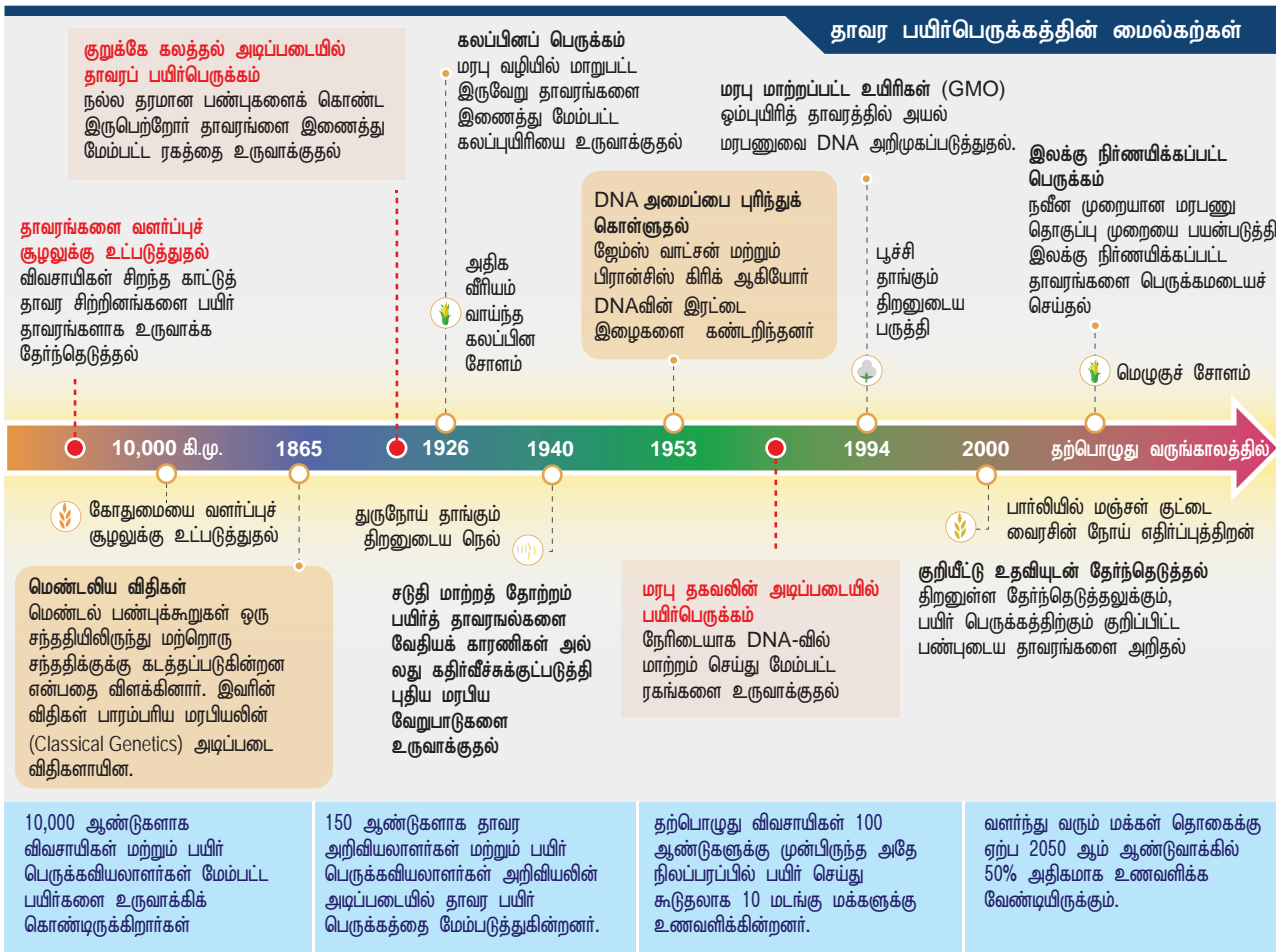 தாவர பயிர்பெருக்கத்தின் மைல்கற்கள்
குறுக்கே கலத்தல் அடிப்படையில்
தாவரப் பயிர்பெருக்கம்
நல்ல தரமான பண்புகளைக் கொண்ட
இருபெற்றோர் தாவரங்களை இணைத்து
மேம்பட்ட ரகத்தை உருவாக்குதல்
கலப்பினப் பெருக்கம்
மரபு வழியில் மாறுபட்ட
இருவேறு தாவரங்களை
இணைத்து மேம்பட்ட
கலப்புயிரியை உருவாக்குதல்
மரபு மாற்றப்பட்ட உயிரிகள் (GMO)
ஓம்புயிரித் தாவரத்தில் அயல்
மரபணுவை DNA அறிமுகப்படுத்துதல்.
இலக்கு நிர்ணயிக்கப்பட்ட
பெருக்கம்
நவீன முறையான மரபணு
தொகுப்பு முறையை பயன்படுத்தி
இலக்கு நிர்ணயிக்கப்பட்ட
தாவரங்களை பெருக்கமடையச்
செய்தல்
தாவரங்களை வளர்ப்புச்
சூழலுக்கு உட்படுத்துதல்
விவசாயிகள் சிறந்த காட்டுத்
தாவர சிற்றினங்களை பயிர்
தாவரங்களாக உருவாக்க
தேர்ந்தெடுத்தல்
அதிக
வீரியம்
வாய்ந்த
கலப்பின
சோளம்
DNA அமைப்பை புரிந்துக்
கொள்ளுதல்
ஜேம்ஸ் வாட்சன் மற்றும்
பிரான்சிஸ் கிரிக் ஆகியோர்
DNAவின் இரட்டை
இழைகளை கண்டறிந்தனர்
பூச்சி
தாங்கும்
திறனுடைய
பருத்தி
மெழுகுச் சோளம்
10,000 கி.மு. 1865 1926 1940 1953 1994 2000 தற்பொழுது வருங்காலத்தில்
கோதுமையை வளர்ப்புச்
சூழலுக்கு உட்படுத்துதல்
துருநோய் தாங்கும்
திறனுடைய நெல்
பார்லியில் மஞ்சள் குட்டை
வைரசின் நோய் எதிர்ப்புத்திறன்
மெண்டலிய விதிகள்
மெண்டல் பண்புக்கூறுகள் ஒரு
சந்ததியிலிருந்து மற்றொரு
சந்ததிக்குக்கு கடத்தப்படுகின்றன
என்பதை விளக்கினார். இவரின்
விதிகள் பாரம்பரிய மரபியலின்
(Classical Genetics) அடிப்படை
விதிகளாயின.
சடுதி மாற்றத் தோற்றம்
பயிர்த் தாவரஙல்களை
வேதியக் காரணிகள் அல்
லது கதிர்வீச்சுக்குட்படுத்தி
புதிய மரபிய
வேறுபாடுகளை
உருவாக்குதல்
மரபு தகவலின் அடிப்படையில்
பயிர்பெருக்கம்
நேரிடையாக DNA-வில்
மாற்றம் செய்து மேம்பட்ட
ரகங்களை உருவாக்குதல்
குறியீட்டு உதவியுடன் தேர்ந்தெடுத்தல்
திறனுள்ள தேர்ந்தெடுத்தலுக்கும்,
பயிர் பெருக்கத்திற்கும் குறிப்பிட்ட
பண்புடைய தாவரங்களை அறிதல்
10,000 ஆண்டுகளாக
விவசாயிகள் மற்றும் பயிர்
பெருக்கவியலாளர்கள் மேம்பட்ட
பயிர்களை உருவாக்கிக்
கொண்டிருக்கிறார்கள்
150 ஆண்டுகளாக தாவர
அறிவியலாளர்கள் மற்றும் பயிர்
பெருக்கவியலாளர்கள் அறிவியலின்
அடிப்படையில் தாவர பயிர்
பெருக்கத்தை மேம்படுத்துகின்றனர்.
தற்பொழுது விவசாயிகள் 100
ஆண்டுகளுக்கு முன்பிருந்த அதே
நிலப்பரப்பில் பயிர் செய்து
கூடுதலாக 10 மடங்கு மக்களுக்கு
உணவளிக்கின்றனர்.
வளர்ந்து வரும் மக்கள் தொகைக்கு
ஏற்ப 2050 ஆம் ஆண்டுவாக்கில்
50% அதிகமாக உணவளிக்க
வேண்டியிருக்கும்.